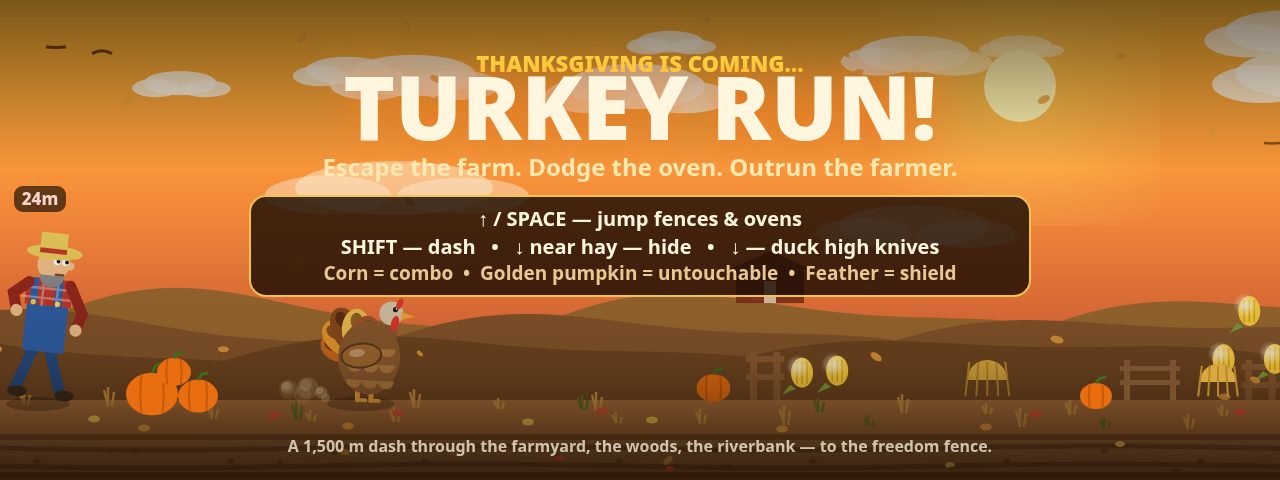 THANKSGIVING IS COMING...
TURKEY RUN!
Escape the farm. Dodge the oven. Outrun the farmer.
24m
↑ / SPACE — jump fences & ovens
SHIFT — dash • ↓ near hay — hide • ↓ — duck high knives
Corn = combo • Golden pumpkin = untouchable • Feather = shield
A 1,500 m dash through the farmyard, the woods, the riverbank — to the freedom fence.